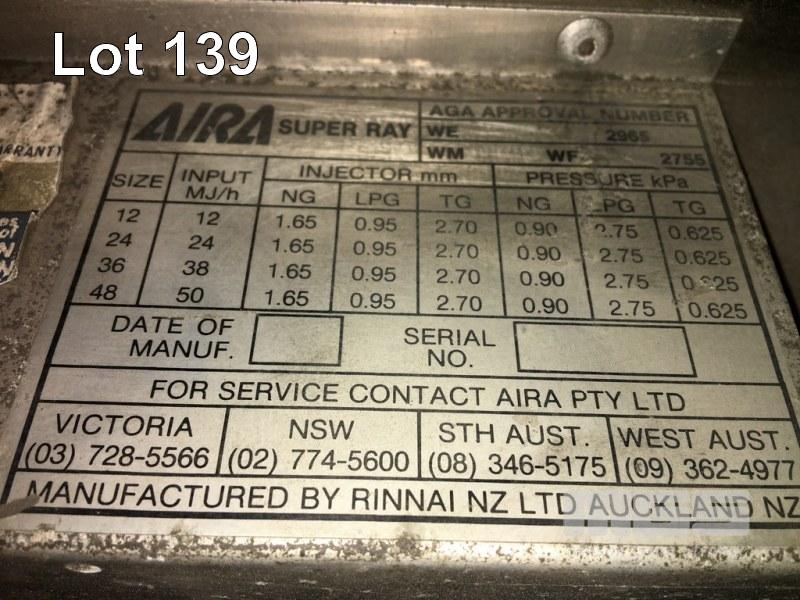 Lot 139
ARRANTY
AIRA SUPER RAY
AGA APPROVAL NUMBER
WE 2965
WM WF 2755
SIZE INPUT MJ/h INJECTOR mm PRESSURE kPa
NG LPG TG NG LPG TG
12 12 1.65 0.95 2.70 0.90 2.75 0.625
24 24 1.65 0.95 2.70 0.90 2.75 0.625
36 38 1.65 0.95 2.70 0.90 2.75 0.625
48 50 1.65 0.95 2.70 0.90 2.75 0.625
DATE OF MANUF. SERIAL NO.
FOR SERVICE CONTACT AIRA PTY LTD
VICTORIA NSW STH AUST. WEST AUST.
(03) 728-5566 (02) 774-5600 (08) 346-5175 (09) 362-4977
MANUFACTURED BY RINNAI NZ LTD AUCKLAND NZ